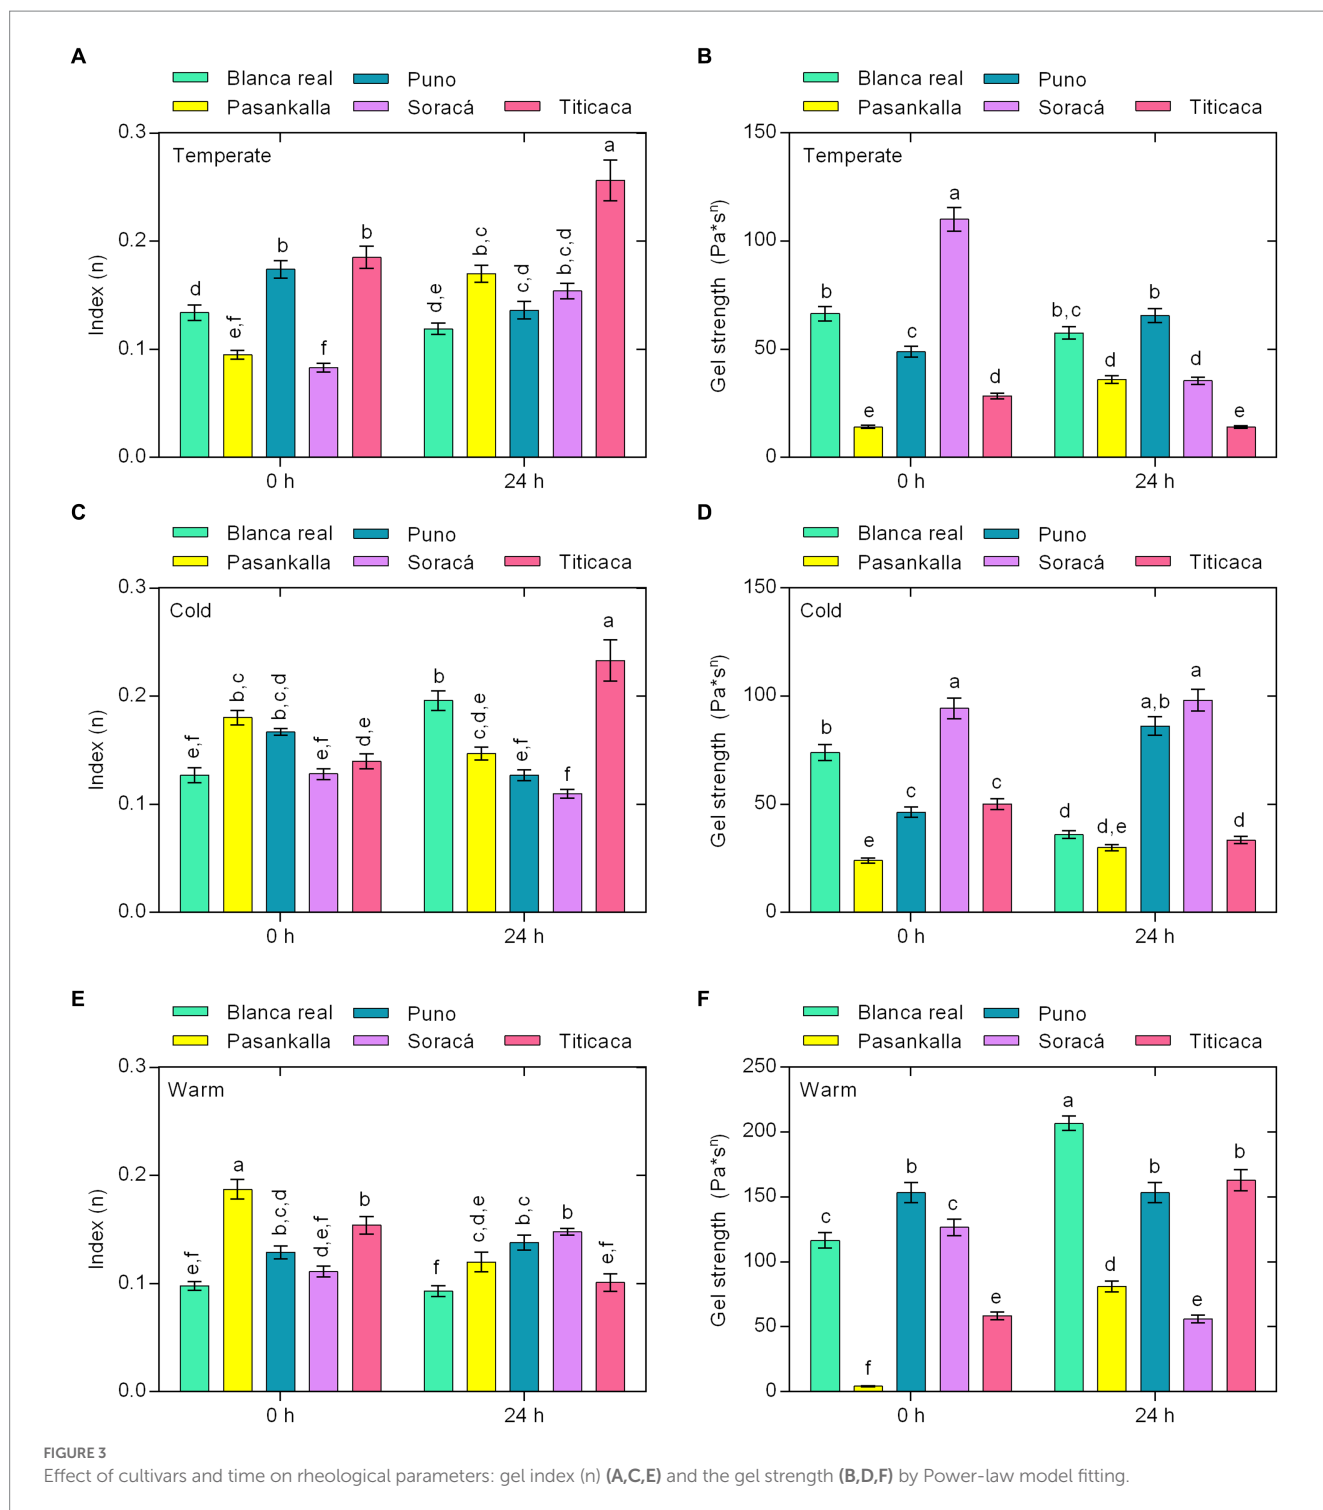 A
Blanca real Puno
Pasankalla Soracá Titicaca
0.3
Temperate
a
b b b,c b,c,d
0.2
d d,e c,d
e,f f
Index (n)
0.1
0.0
0 h 24 h
B
Blanca real Puno
Pasankalla Soracá Titicaca
150
Temperate
a
Gel strength (Pa*sⁿ)
100
b b,c b
c
50
d d d
e e
0
0 h 24 h
C
Blanca real Puno
Pasankalla Soracá Titicaca
0.3
Cold
a
b,c b,c,d b
0.2
e,f e,f d,e c,d,e e,f f
Index (n)
0.1
0.0
0 h 24 h
D
Blanca real Puno
Pasankalla Soracá Titicaca
150
Cold
Gel strength (Pa*sⁿ)
a a,b a
100
b
c c d d,e d
50
e
0
0 h 24 h
E
Blanca real Puno
Pasankalla Soracá Titicaca
0.3
Warm
0.2
a
e,f b,c,d d,e,f b f c,d,e b,c b e,f
Index (n)
0.1
0.0
0 h 24 h
F
Blanca real Puno
Pasankalla Soracá Titicaca
250
Warm
a
200
Gel strength (Pa*sⁿ)
b b b
150
c c
100
d
e e
50
f
0
0 h 24 h
FIGURE 3
Effect of cultivars and time on rheological parameters: gel index (n) (A,C,E) and the gel strength (B,D,F) by Power-law model fitting.